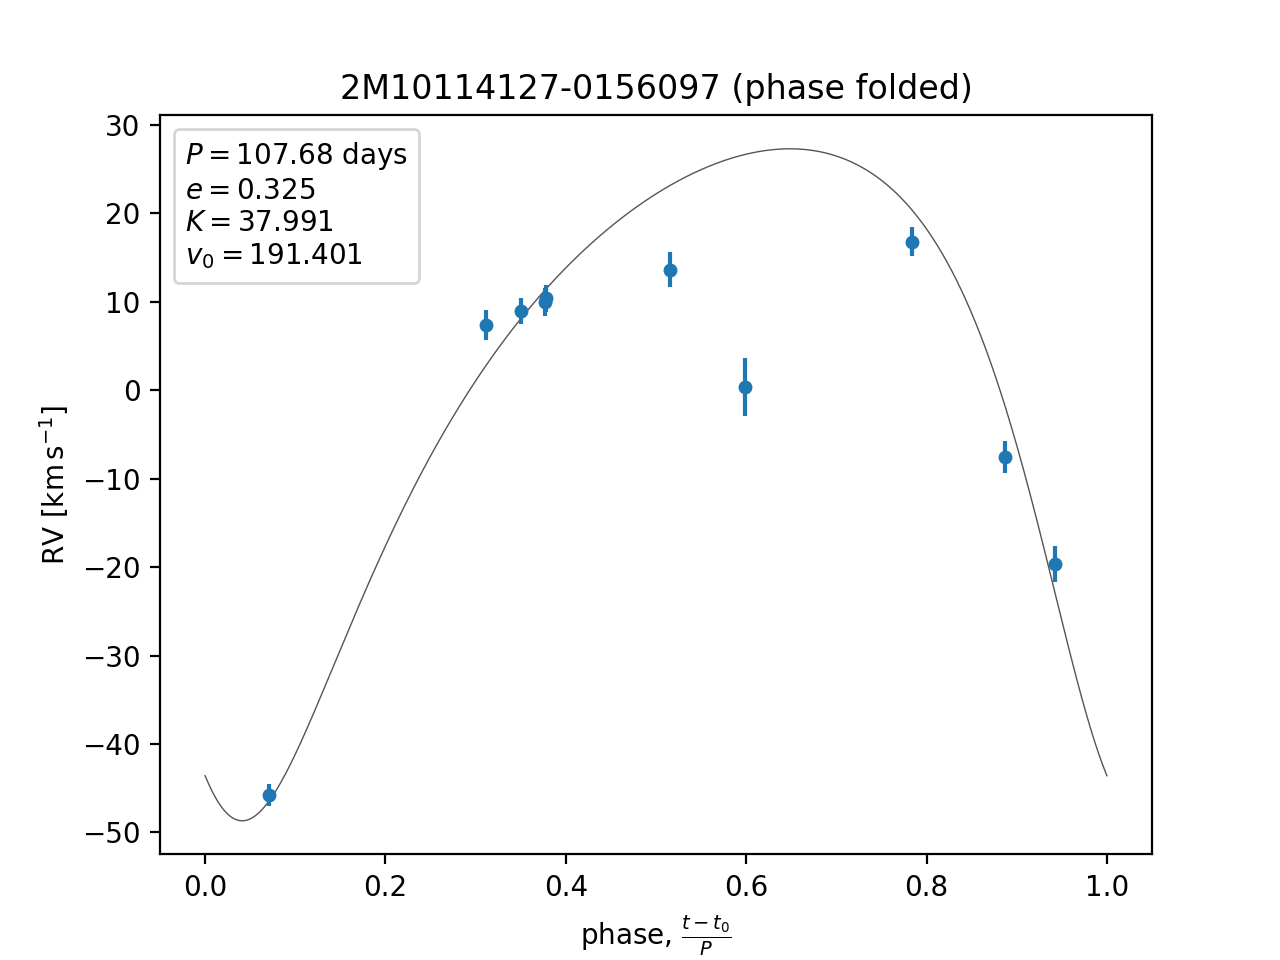 2M10114127-0156097 (phase folded)
P = 107.68 days
e = 0.325
K = 37.991
v₀ = 191.401
30
20
10
0
−10
−20
−30
−40
−50
RV [km s⁻¹]
0.0 0.2 0.4 0.6 0.8 1.0
phase, (t − t₀)/P